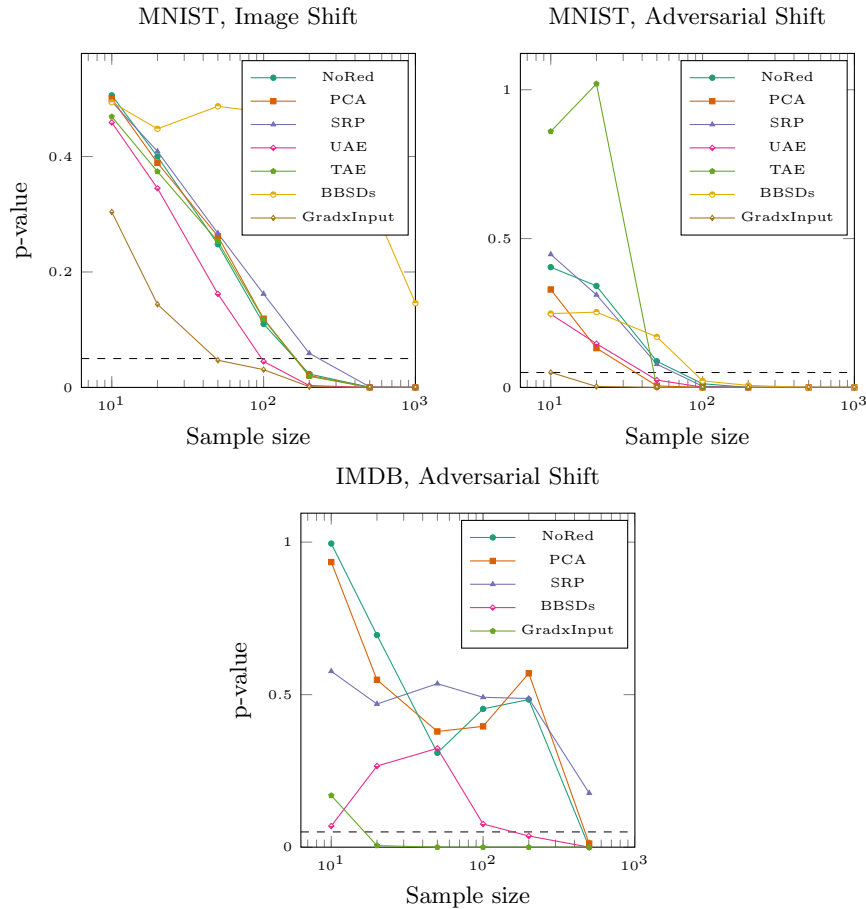 MNIST, Image Shift
p-value
0.4
0.2
0
10^1
10^2
10^3
Sample size
NoRed
PCA
SRP
UAE
TAE
BBSDs
GradxInput
MNIST, Adversarial Shift
1
0.5
0
10^1
10^2
10^3
Sample size
NoRed
PCA
SRP
UAE
TAE
BBSDs
GradxInput
IMDB, Adversarial Shift
p-value
1
0.5
0
10^1
10^2
10^3
Sample size
NoRed
PCA
SRP
BBSDs
GradxInput